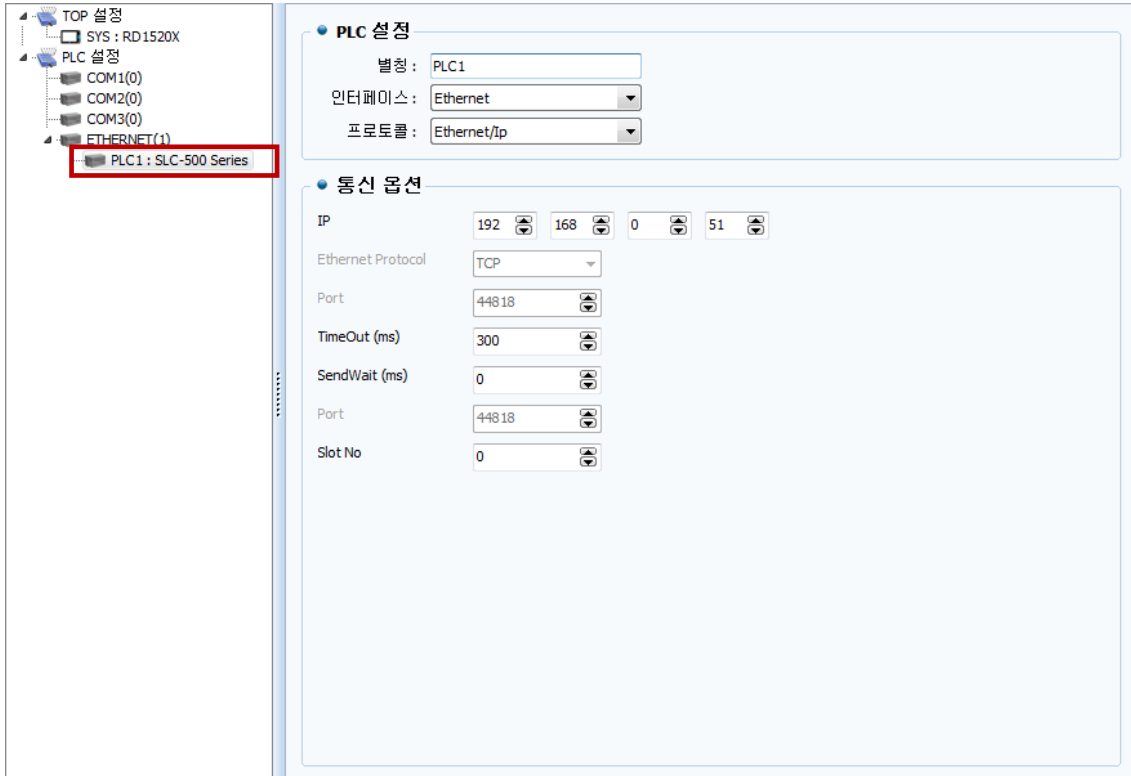 TOP 설정
SYS : RD1520X
PLC 설정
COM1(0)
COM2(0)
COM3(0)
ETHERNET(1)
PLC1 : SLC-500 Series
PLC 설정
별칭 : PLC1
인터페이스 : Ethernet
프로토콜 : Ethernet/Ip
통신 옵션
IP 192 168 0 51
Ethernet Protocol TCP
Port 44818
TimeOut (ms) 300
SendWait (ms) 0
Port 44818
Slot No 0